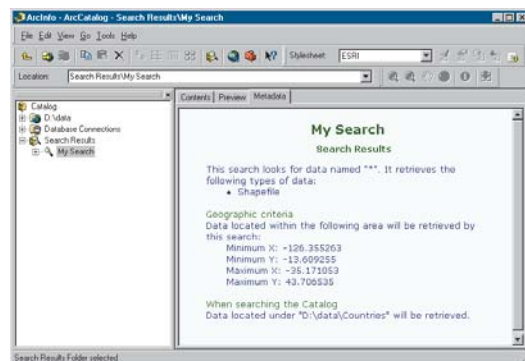 ArcInfo - ArcCatalog - Search Results\My Search
File Edit View Go Tools Help
Stylesheet: ESRI
Location: Search Results\My Search
Catalog
D:\data
Database Connections
Search Results
My Search
Contents Preview Metadata
My Search
Search Results
This search looks for data named "*". It retrieves the
following types of data:
• Shapefile
Geographic criteria
Data located within the following area will be retrieved by
this search:
Minimum X: -126.355263
Minimum Y: -13.609255
Maximum X: -35.171053
Maximum Y: 43.706535
When searching the Catalog
Data located under "D:\data\Countries" will be retrieved.
Search Results Folder selected